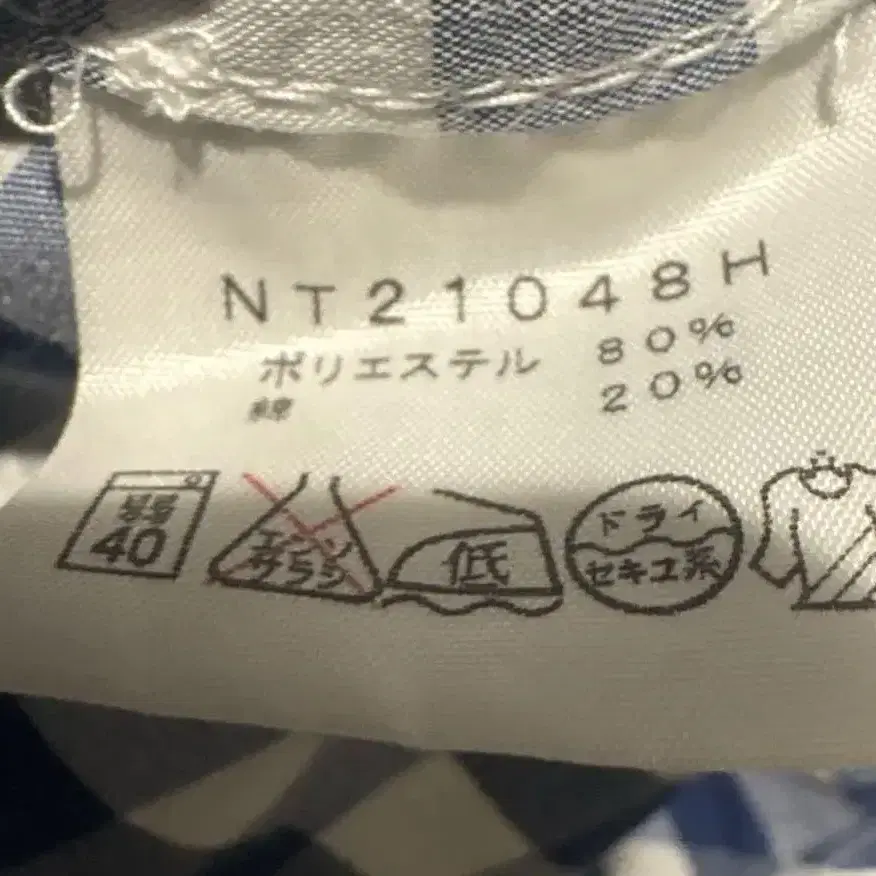 NT21048H
ポリエステル 80%
綿 20%
弱
40
エンソ
サラシ
低
ドライ
セキユ系